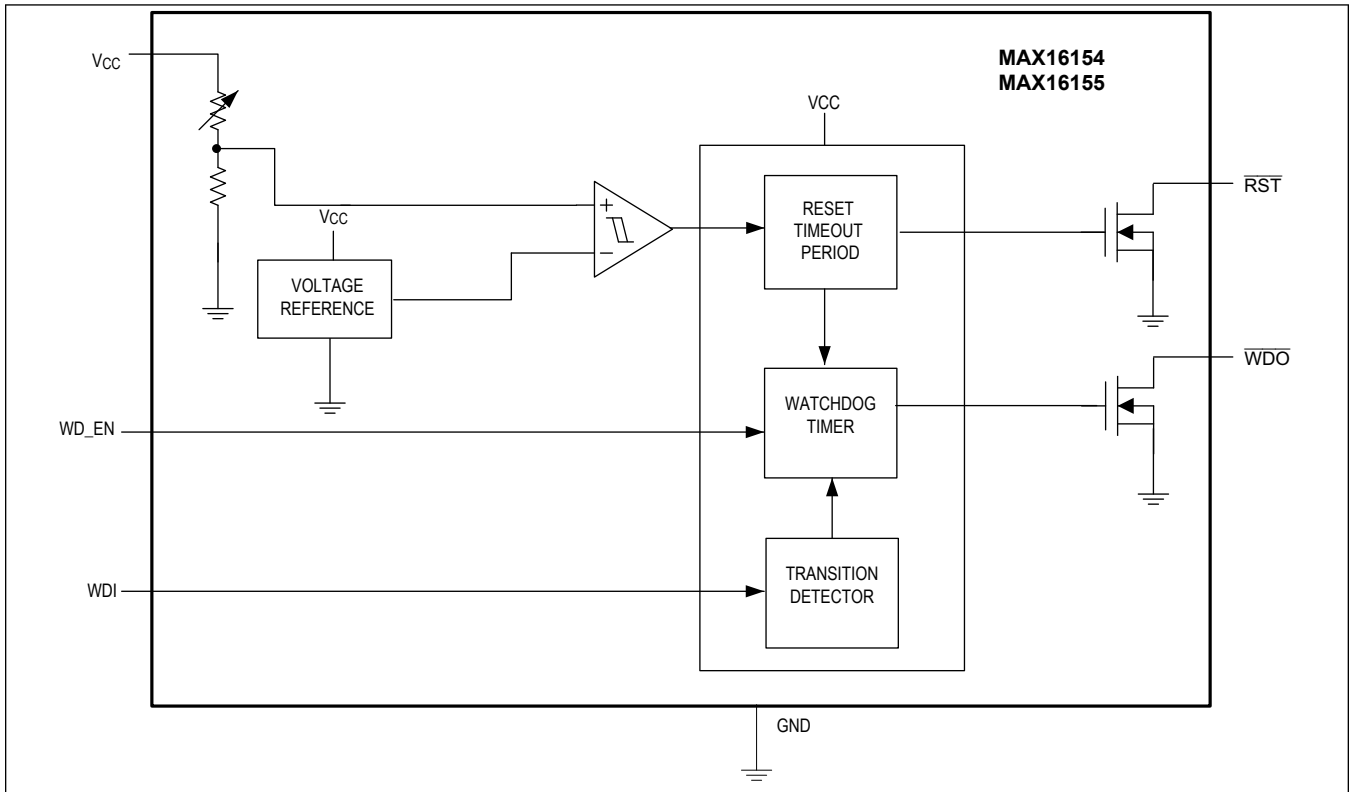 MAX16154
MAX16155
VCC
VCC
VCC
RESET
TIMEOUT
PERIOD
RST
+
−
VOLTAGE
REFERENCE
WDO
WATCHDOG
TIMER
WD_EN
TRANSITION
DETECTOR
WDI
GND